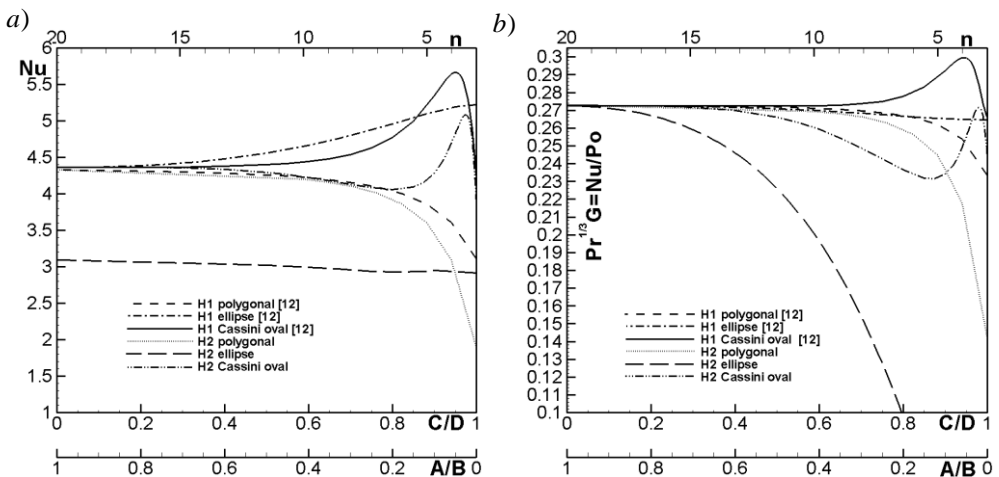 a)
20 15 10 5 n
Nu
6
5.5
5
4.5
4
3.5
3
2.5
2
1.5
1
H1 polygonal [12]
H1 ellipse [12]
H1 Cassini oval [12]
H2 polygonal
H2 ellipse
H2 Cassini oval
0 0.2 0.4 0.6 0.8 C/D 1
1 0.8 0.6 0.4 0.2 A/B 0
b)
20 15 10 5 n
0.3
0.29
0.28
0.27
0.26
0.25
0.24
0.23
0.22
0.21
0.2
0.19
0.18
0.17
0.16
0.15
0.14
0.13
0.12
0.11
0.1
Pr1/3G=Nu/Po
H1 polygonal [12]
H1 ellipse [12]
H1 Cassini oval [12]
H2 polygonal
H2 ellipse
H2 Cassini oval
0 0.2 0.4 0.6 0.8 C/D 1
1 0.8 0.6 0.4 0.2 A/B 0